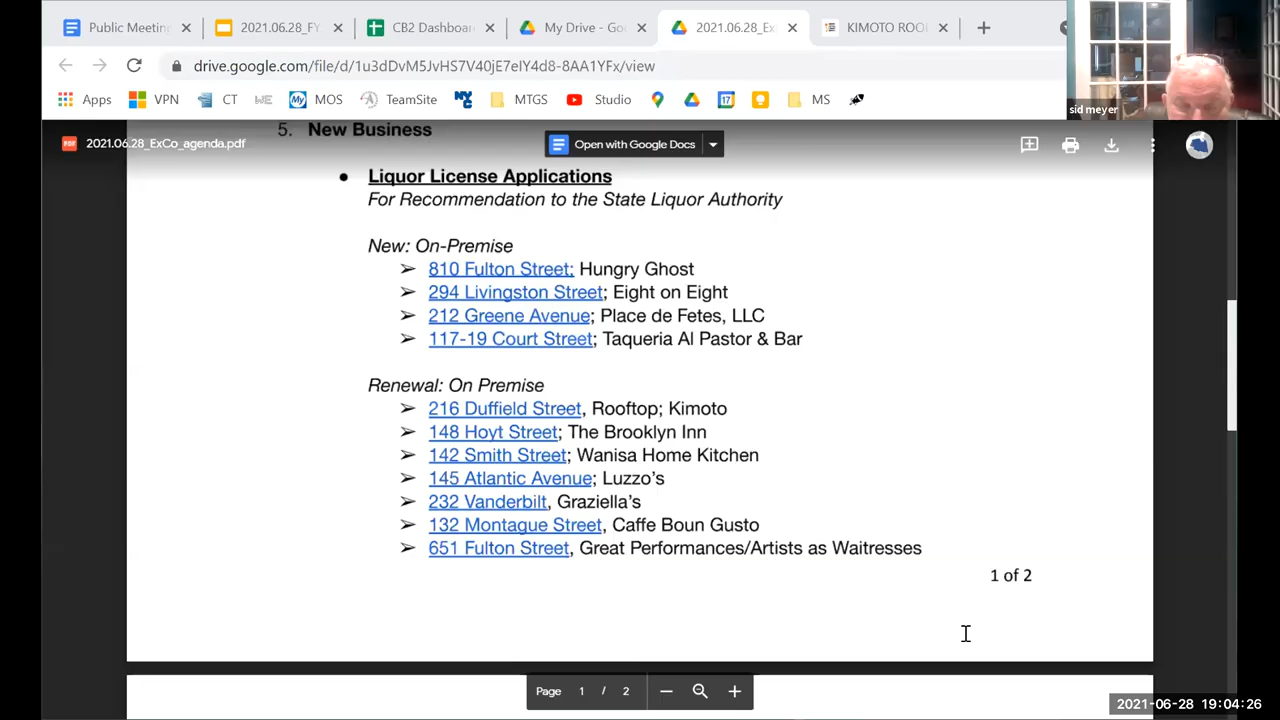 Public Meetin
2021.06.28_FY
CB2 Dashboa
My Drive - Go
2021.06.28_Ex
KIMOTO ROO
drive.google.com/file/d/1u3dDvM5JvHS7V40jE7eIY4d8-8AA1YFx/view
Apps
VPN
CT
WE
MOS
TeamSite
MTGS
Studio
MS
sid meyer
5. New Business
2021.06.28_ExCo_agenda.pdf
Open with Google Docs
● Liquor License Applications
For Recommendation to the State Liquor Authority
New: On-Premise
➢ 810 Fulton Street; Hungry Ghost
➢ 294 Livingston Street; Eight on Eight
➢ 212 Greene Avenue; Place de Fetes, LLC
➢ 117-19 Court Street; Taqueria Al Pastor & Bar
Renewal: On Premise
➢ 216 Duffield Street, Rooftop; Kimoto
➢ 148 Hoyt Street; The Brooklyn Inn
➢ 142 Smith Street; Wanisa Home Kitchen
➢ 145 Atlantic Avenue; Luzzo's
➢ 232 Vanderbilt, Graziella's
➢ 132 Montague Street, Caffe Boun Gusto
➢ 651 Fulton Street, Great Performances/Artists as Waitresses
1 of 2
Page 1 / 2
2021-06-28 19:04:26